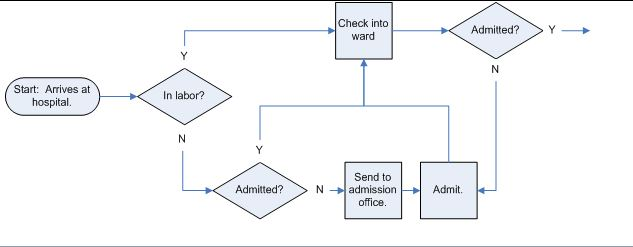 Check into
ward
Admitted?
Y
Y
N
Start:  Arrives at
hospital.
In labor?
N
Y
Admitted?
N
Send to
admission
office.
Admit.